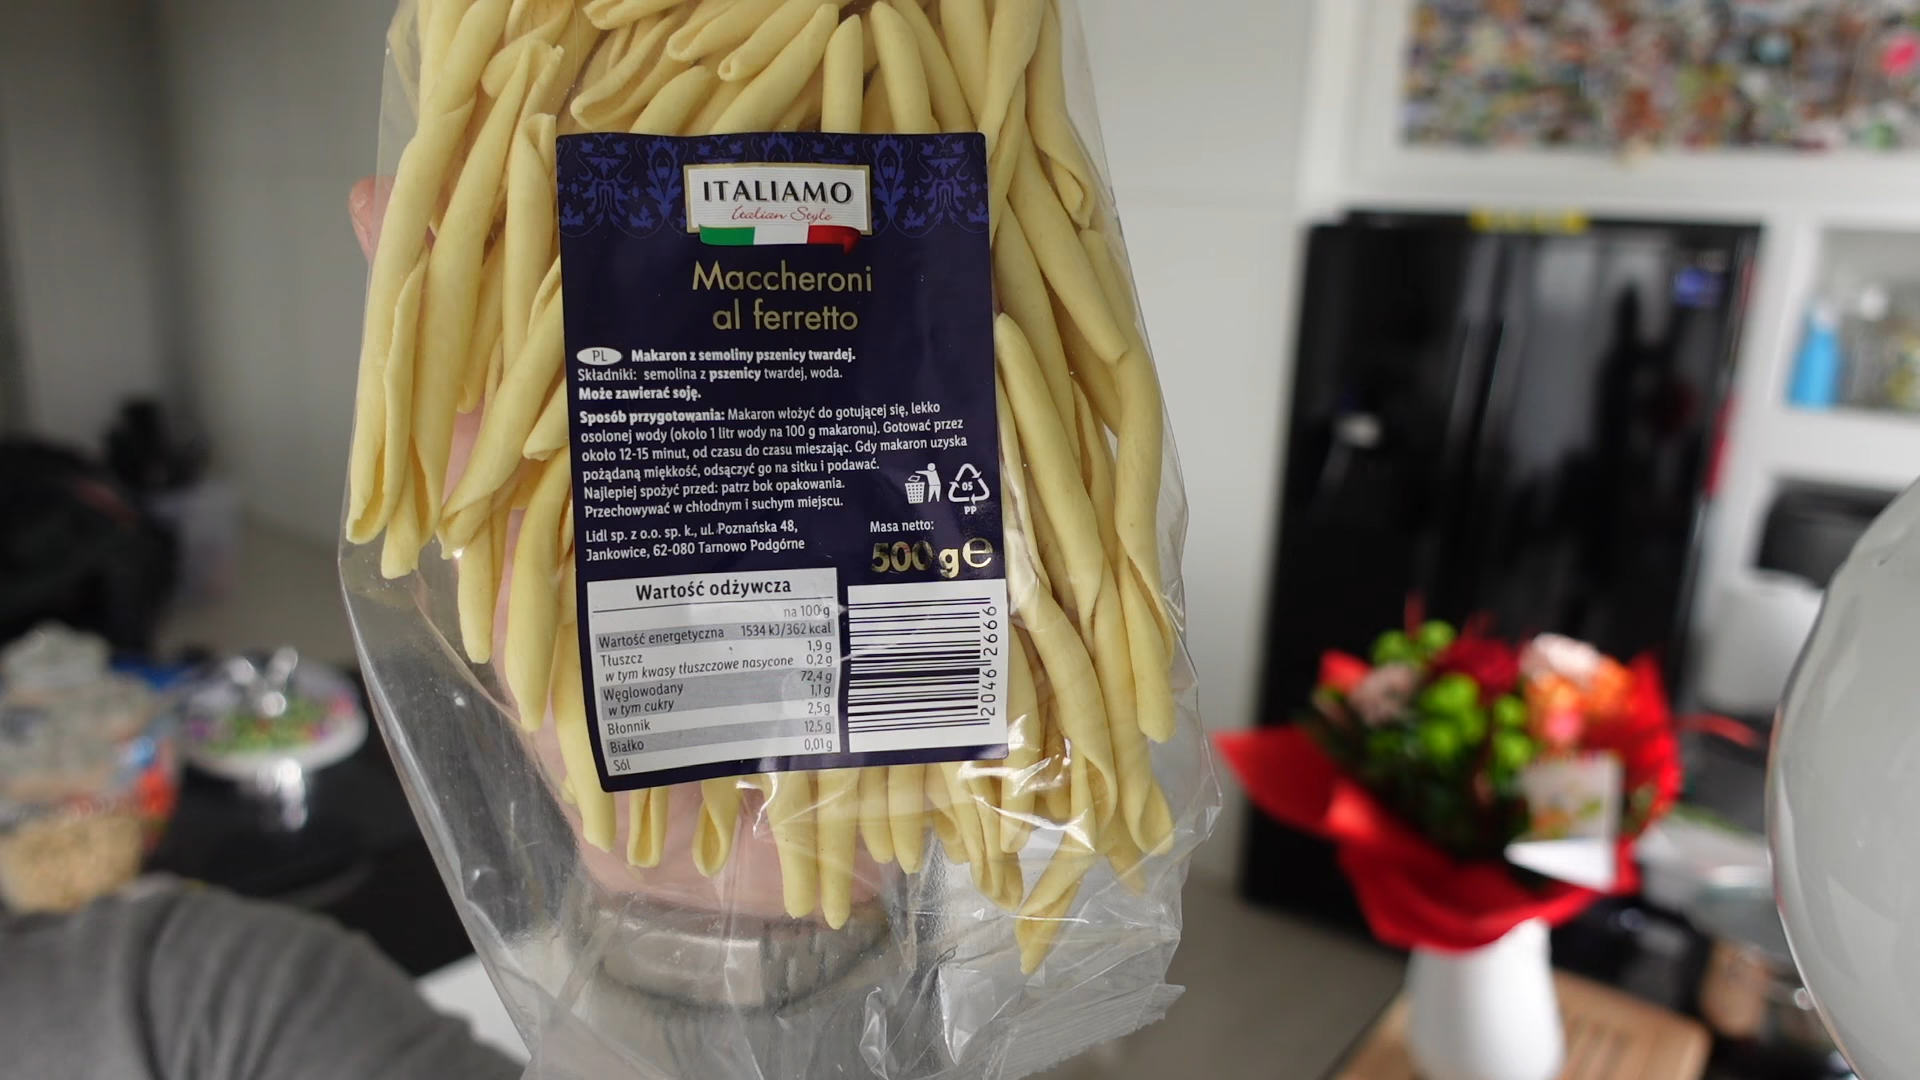 ITALIAMO
Italian Style
Maccheroni
al ferretto
PL Makaron z semoliny pszenicy twardej.
Składniki: semolina z pszenicy twardej, woda.
Może zawierać soję.
Sposób przygotowania: Makaron włożyć do gotującej się, lekko
osolonej wody (około 1 litr wody na 100 g makaronu). Gotować przez
około 12-15 minut, od czasu do czasu mieszając. Gdy makaron uzyska
pożądaną miękkość, odsączyć go na sitku i podawać.
Najlepiej spożyć przed: patrz bok opakowania.
Przechowywać w chłodnym i suchym miejscu.
05
PP
Lidl sp. z o.o. sp. k., ul. Poznańska 48,
Jankowice, 62-080 Tarnowo Podgórne
Masa netto:
500 g e
Wartość odżywcza
na 100 g
Wartość energetyczna 1534 kJ/362 kcal
Tłuszcz 1,9 g
w tym kwasy tłuszczowe nasycone 0,2 g
Węglowodany 72,4 g
w tym cukry 1,1 g
Błonnik 2,5 g
Białko 12,5 g
Sól 0,01 g
20462666